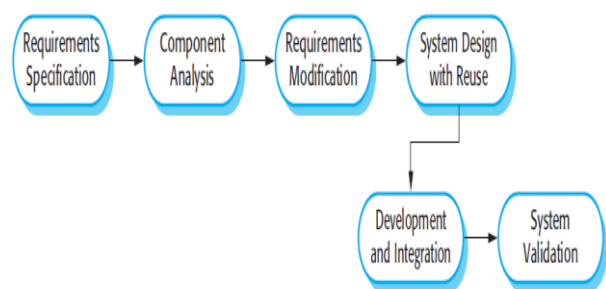 Requirements
Specification
Component
Analysis
Requirements
Modification
System Design
with Reuse
Development
and Integration
System
Validation